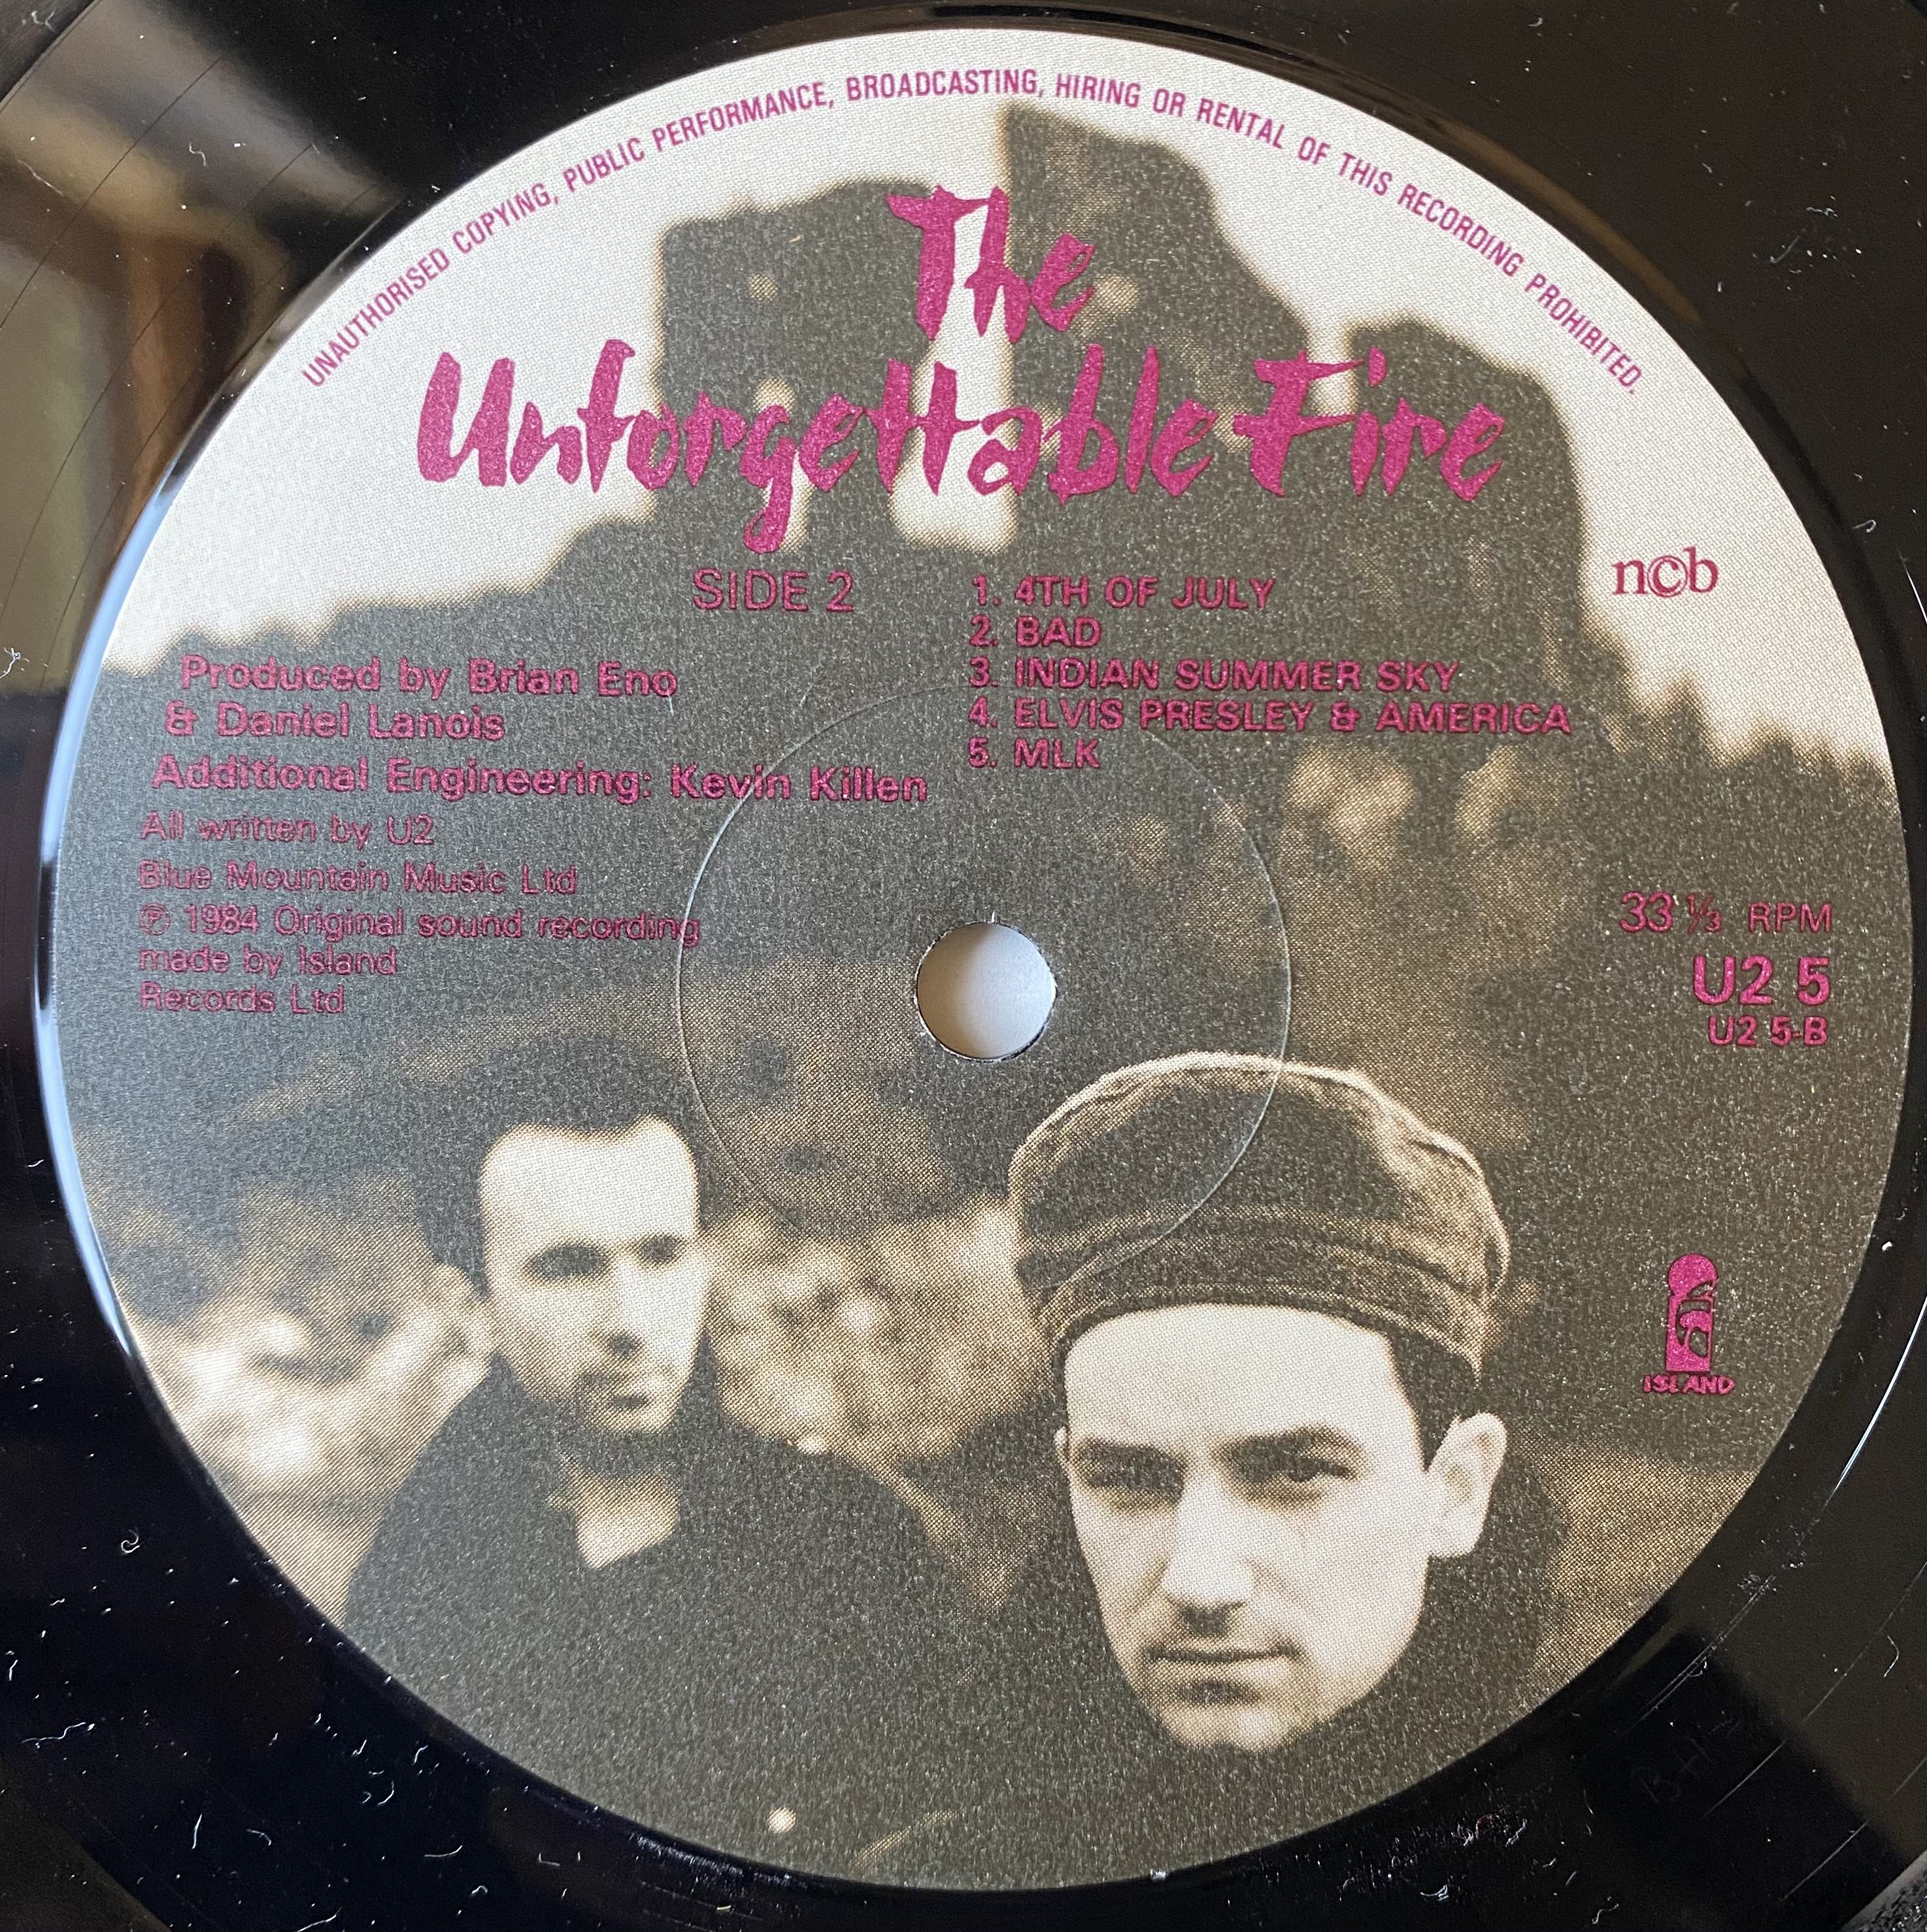 UNAUTHORISED COPYING, PUBLIC PERFORMANCE, BROADCASTING, HIRING OR RENTAL OF THIS RECORDING PROHIBITED.
The
Unforgettable Fire
SIDE 2
1. 4TH OF JULY
2. BAD
3. INDIAN SUMMER SKY
4. ELVIS PRESLEY & AMERICA
5. MLK
n©b
Produced by Brian Eno
& Daniel Lanois
Additional Engineering: Kevin Killen
All written by U2
Blue Mountain Music Ltd
℗ 1984 Original sound recording
made by Island
Records Ltd
33 ⅓ RPM
U2 5
U2 5-B
ISLAND